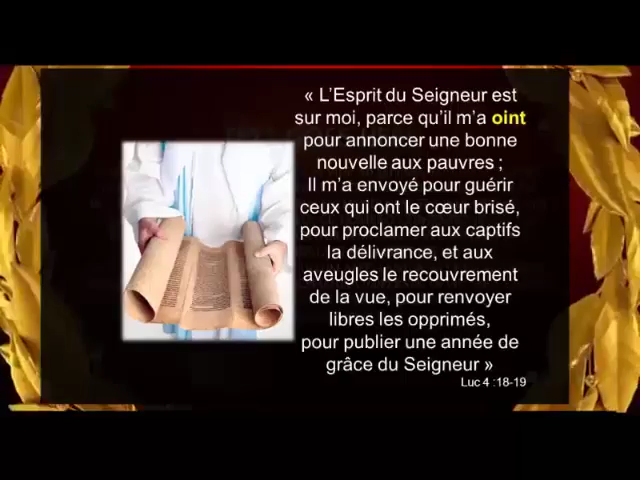 « L'Esprit du Seigneur est
sur moi, parce qu'il m'a oint
pour annoncer une bonne
nouvelle aux pauvres ;
Il m'a envoyé pour guérir
ceux qui ont le cœur brisé,
pour proclamer aux captifs
la délivrance, et aux
aveugles le recouvrement
de la vue, pour renvoyer
libres les opprimés,
pour publier une année de
grâce du Seigneur »
Luc 4 :18-19